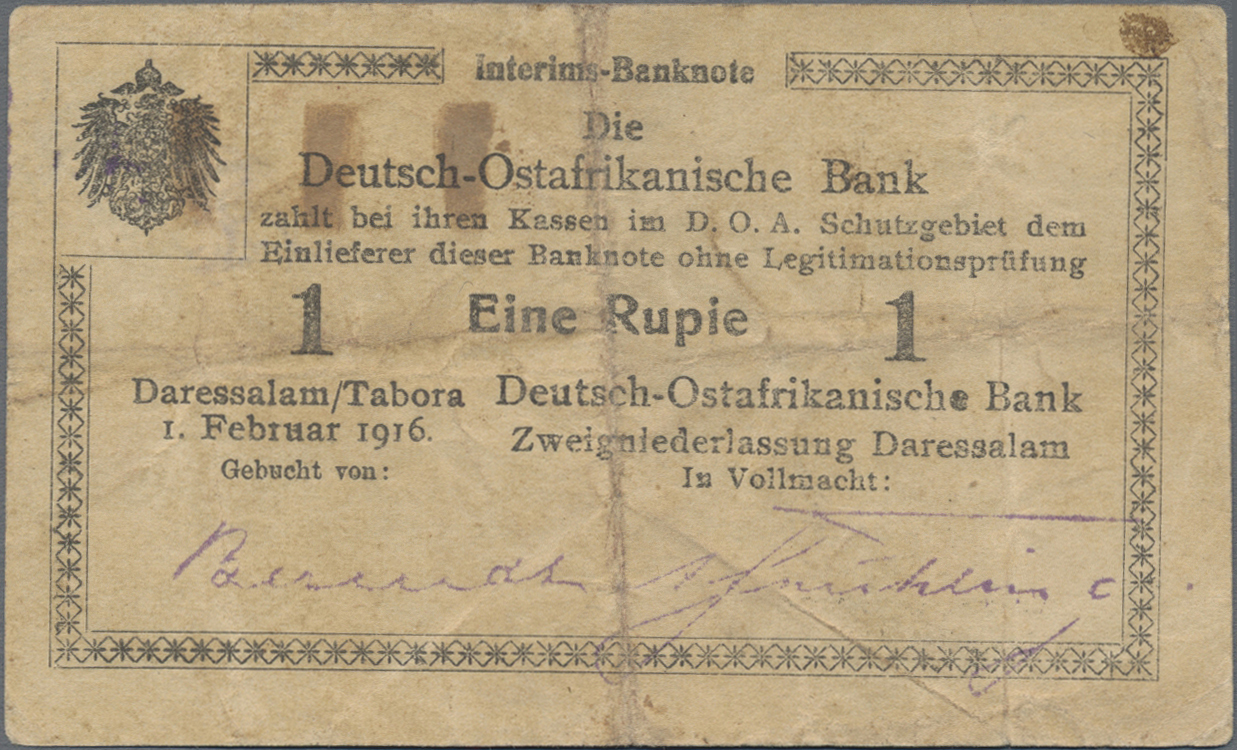 Interims-Banknote
Die
Deutsch-Ostafrikanische Bank
zahlt bei ihren Kassen im D. O. A. Schutzgebiet dem
Einlieferer dieser Banknote ohne Legitimationsprüfung
1 Eine Rupie 1
Daressalam/Tabora
1. Februar 1916.
Gebucht von:
Deutsch-Ostafrikanische Bank
Zweigniederlassung Daressalam
In Vollmacht: